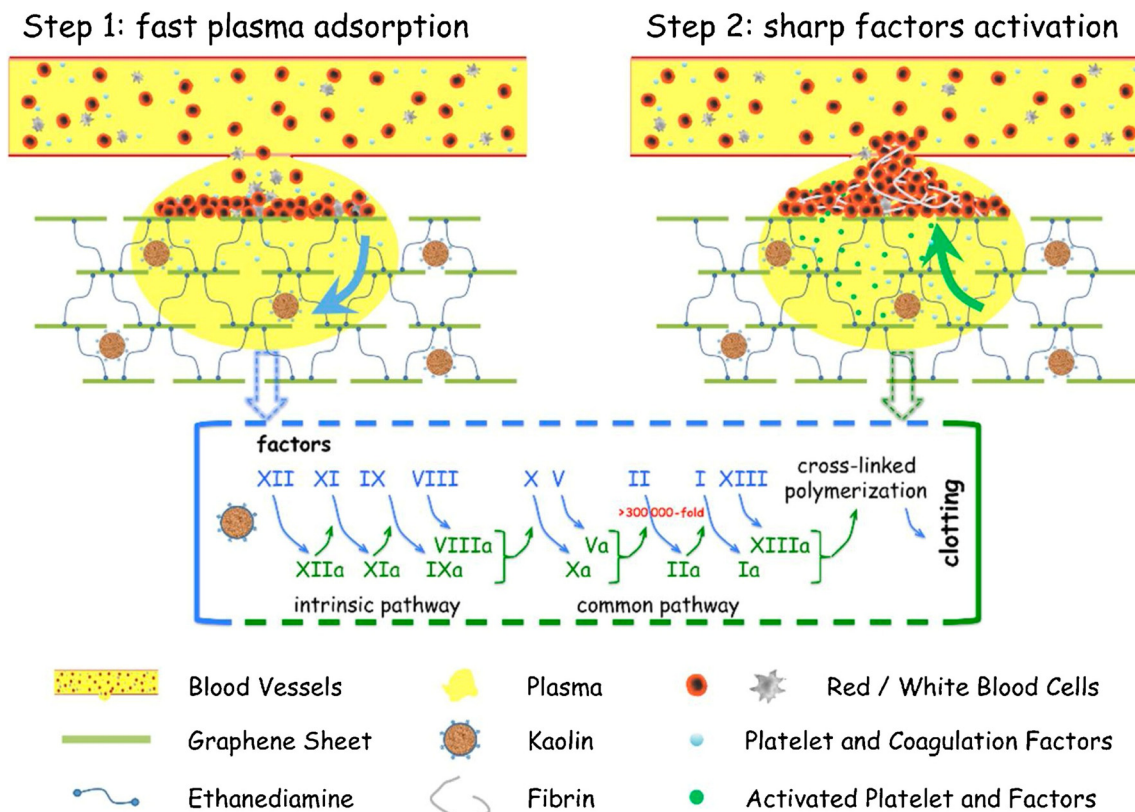 Step 1: fast plasma adsorption
Step 2: sharp factors activation
factors
XII XI IX VIII X V II I XIII
cross-linked
polymerization
>300 000-fold
VIIIa Va XIIIa
XIIa XIa IXa Xa IIa Ia
clotting
intrinsic pathway common pathway
Blood Vessels Plasma Red / White Blood Cells
Graphene Sheet Kaolin Platelet and Coagulation Factors
Ethanediamine Fibrin Activated Platelet and Factors